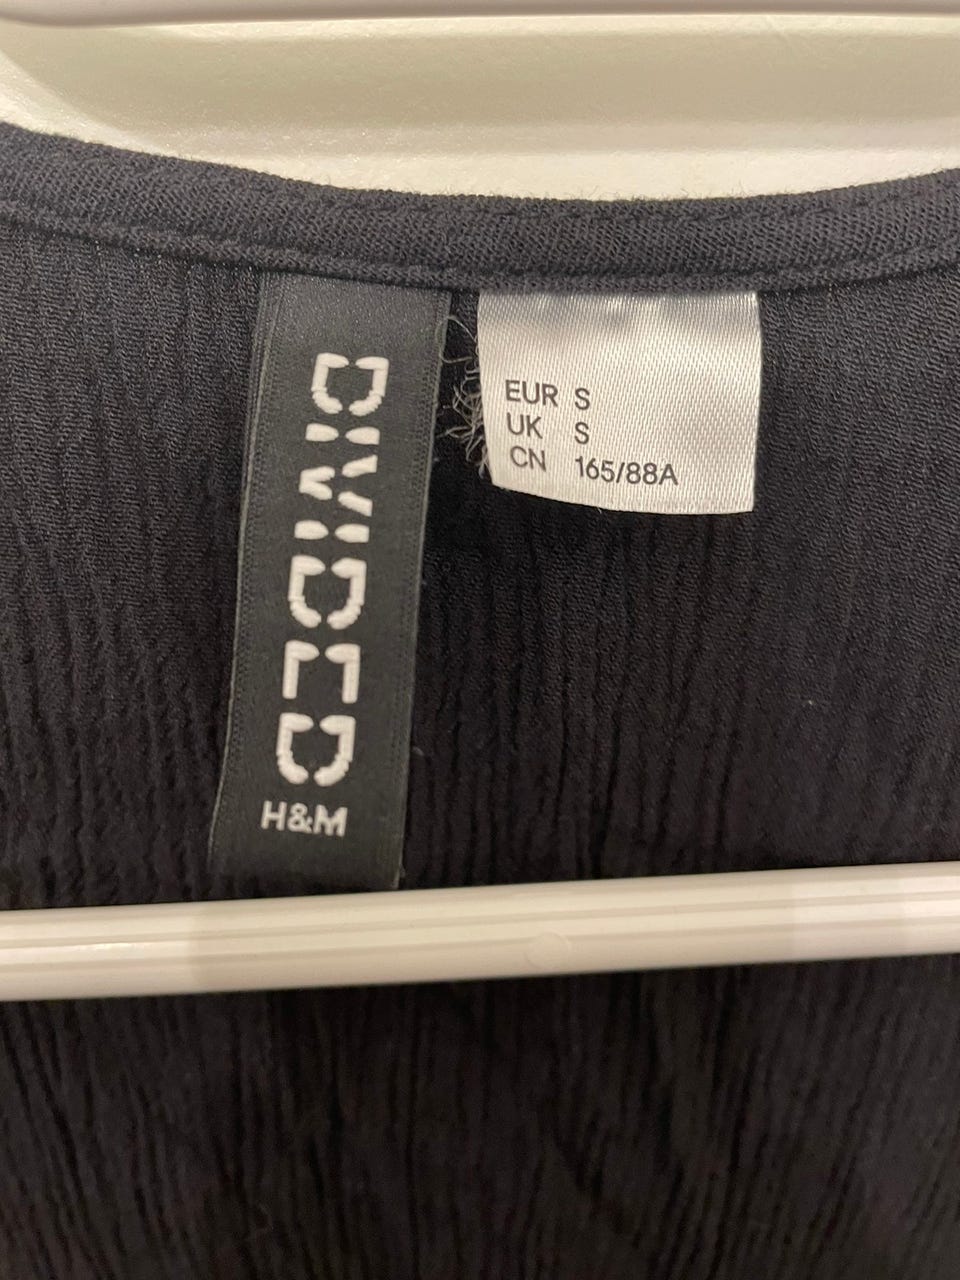 DIVIDED
H&M
EUR S
UK S
CN 165/88A